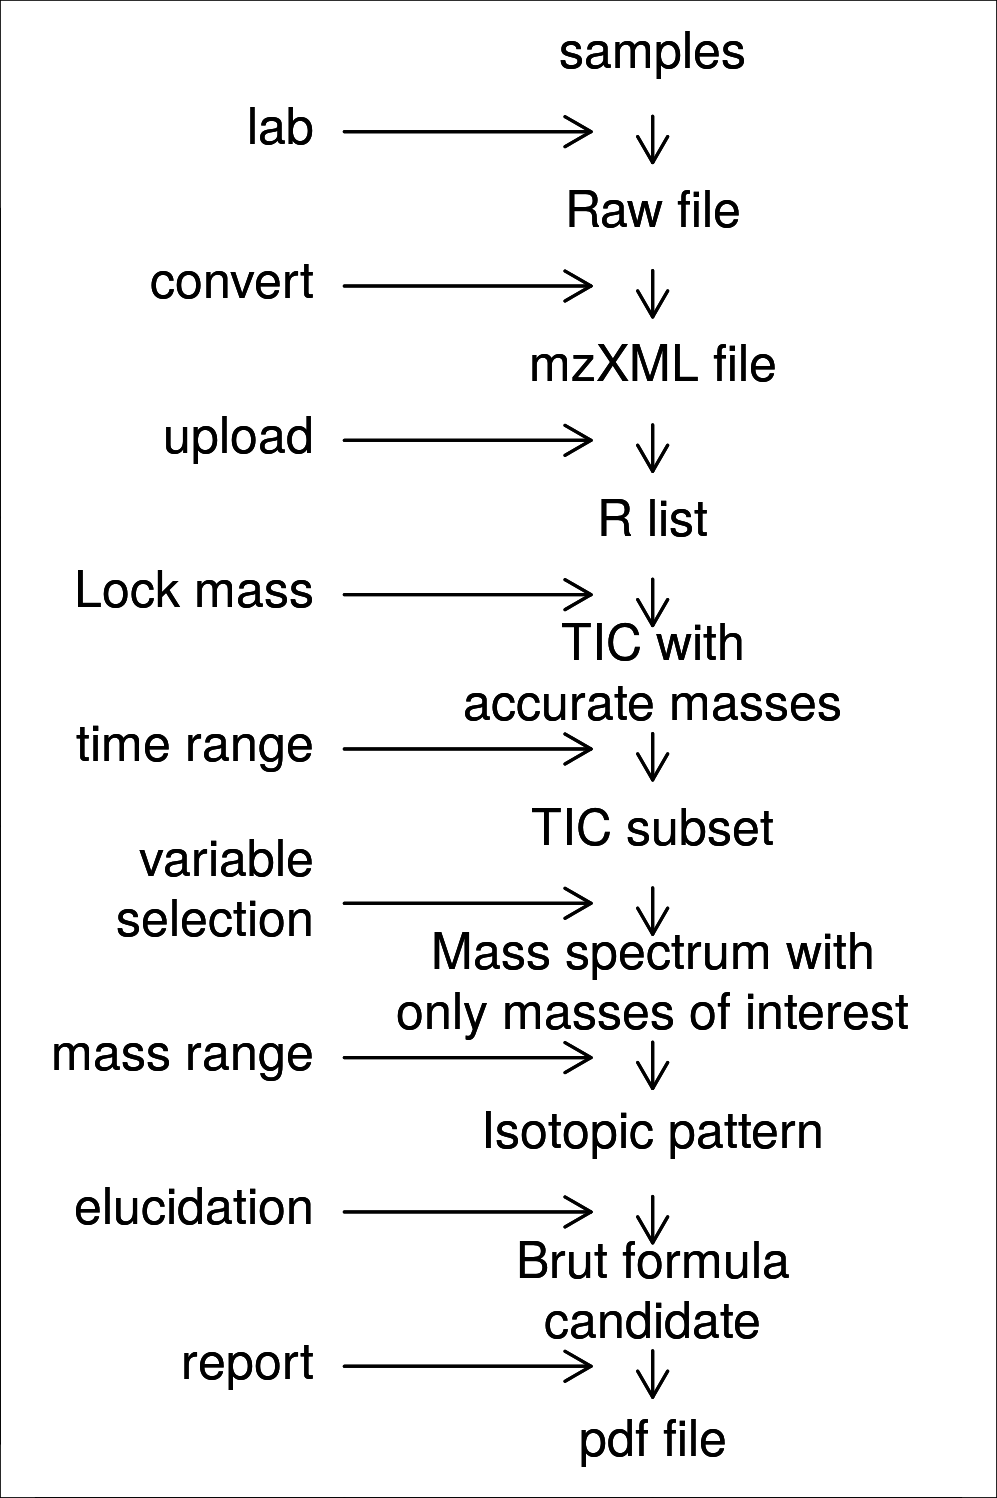 samples
lab
Raw file
convert
mzXML file
upload
R list
Lock mass
TIC with
accurate masses
time range
TIC subset
variable
selection
Mass spectrum with
only masses of interest
mass range
Isotopic pattern
elucidation
Brut formula
candidate
report
pdf file